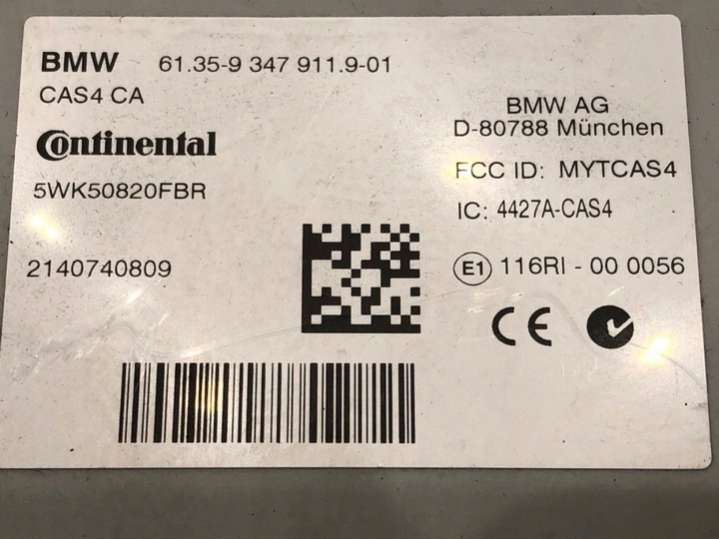 BMW 61.35-9 347 911.9-01
CAS4 CA
Continental
5WK50820FBR
2140740809
BMW AG
D-80788 München
FCC ID: MYTCAS4
IC: 4427A-CAS4
E1 116RI - 00 0056
CE